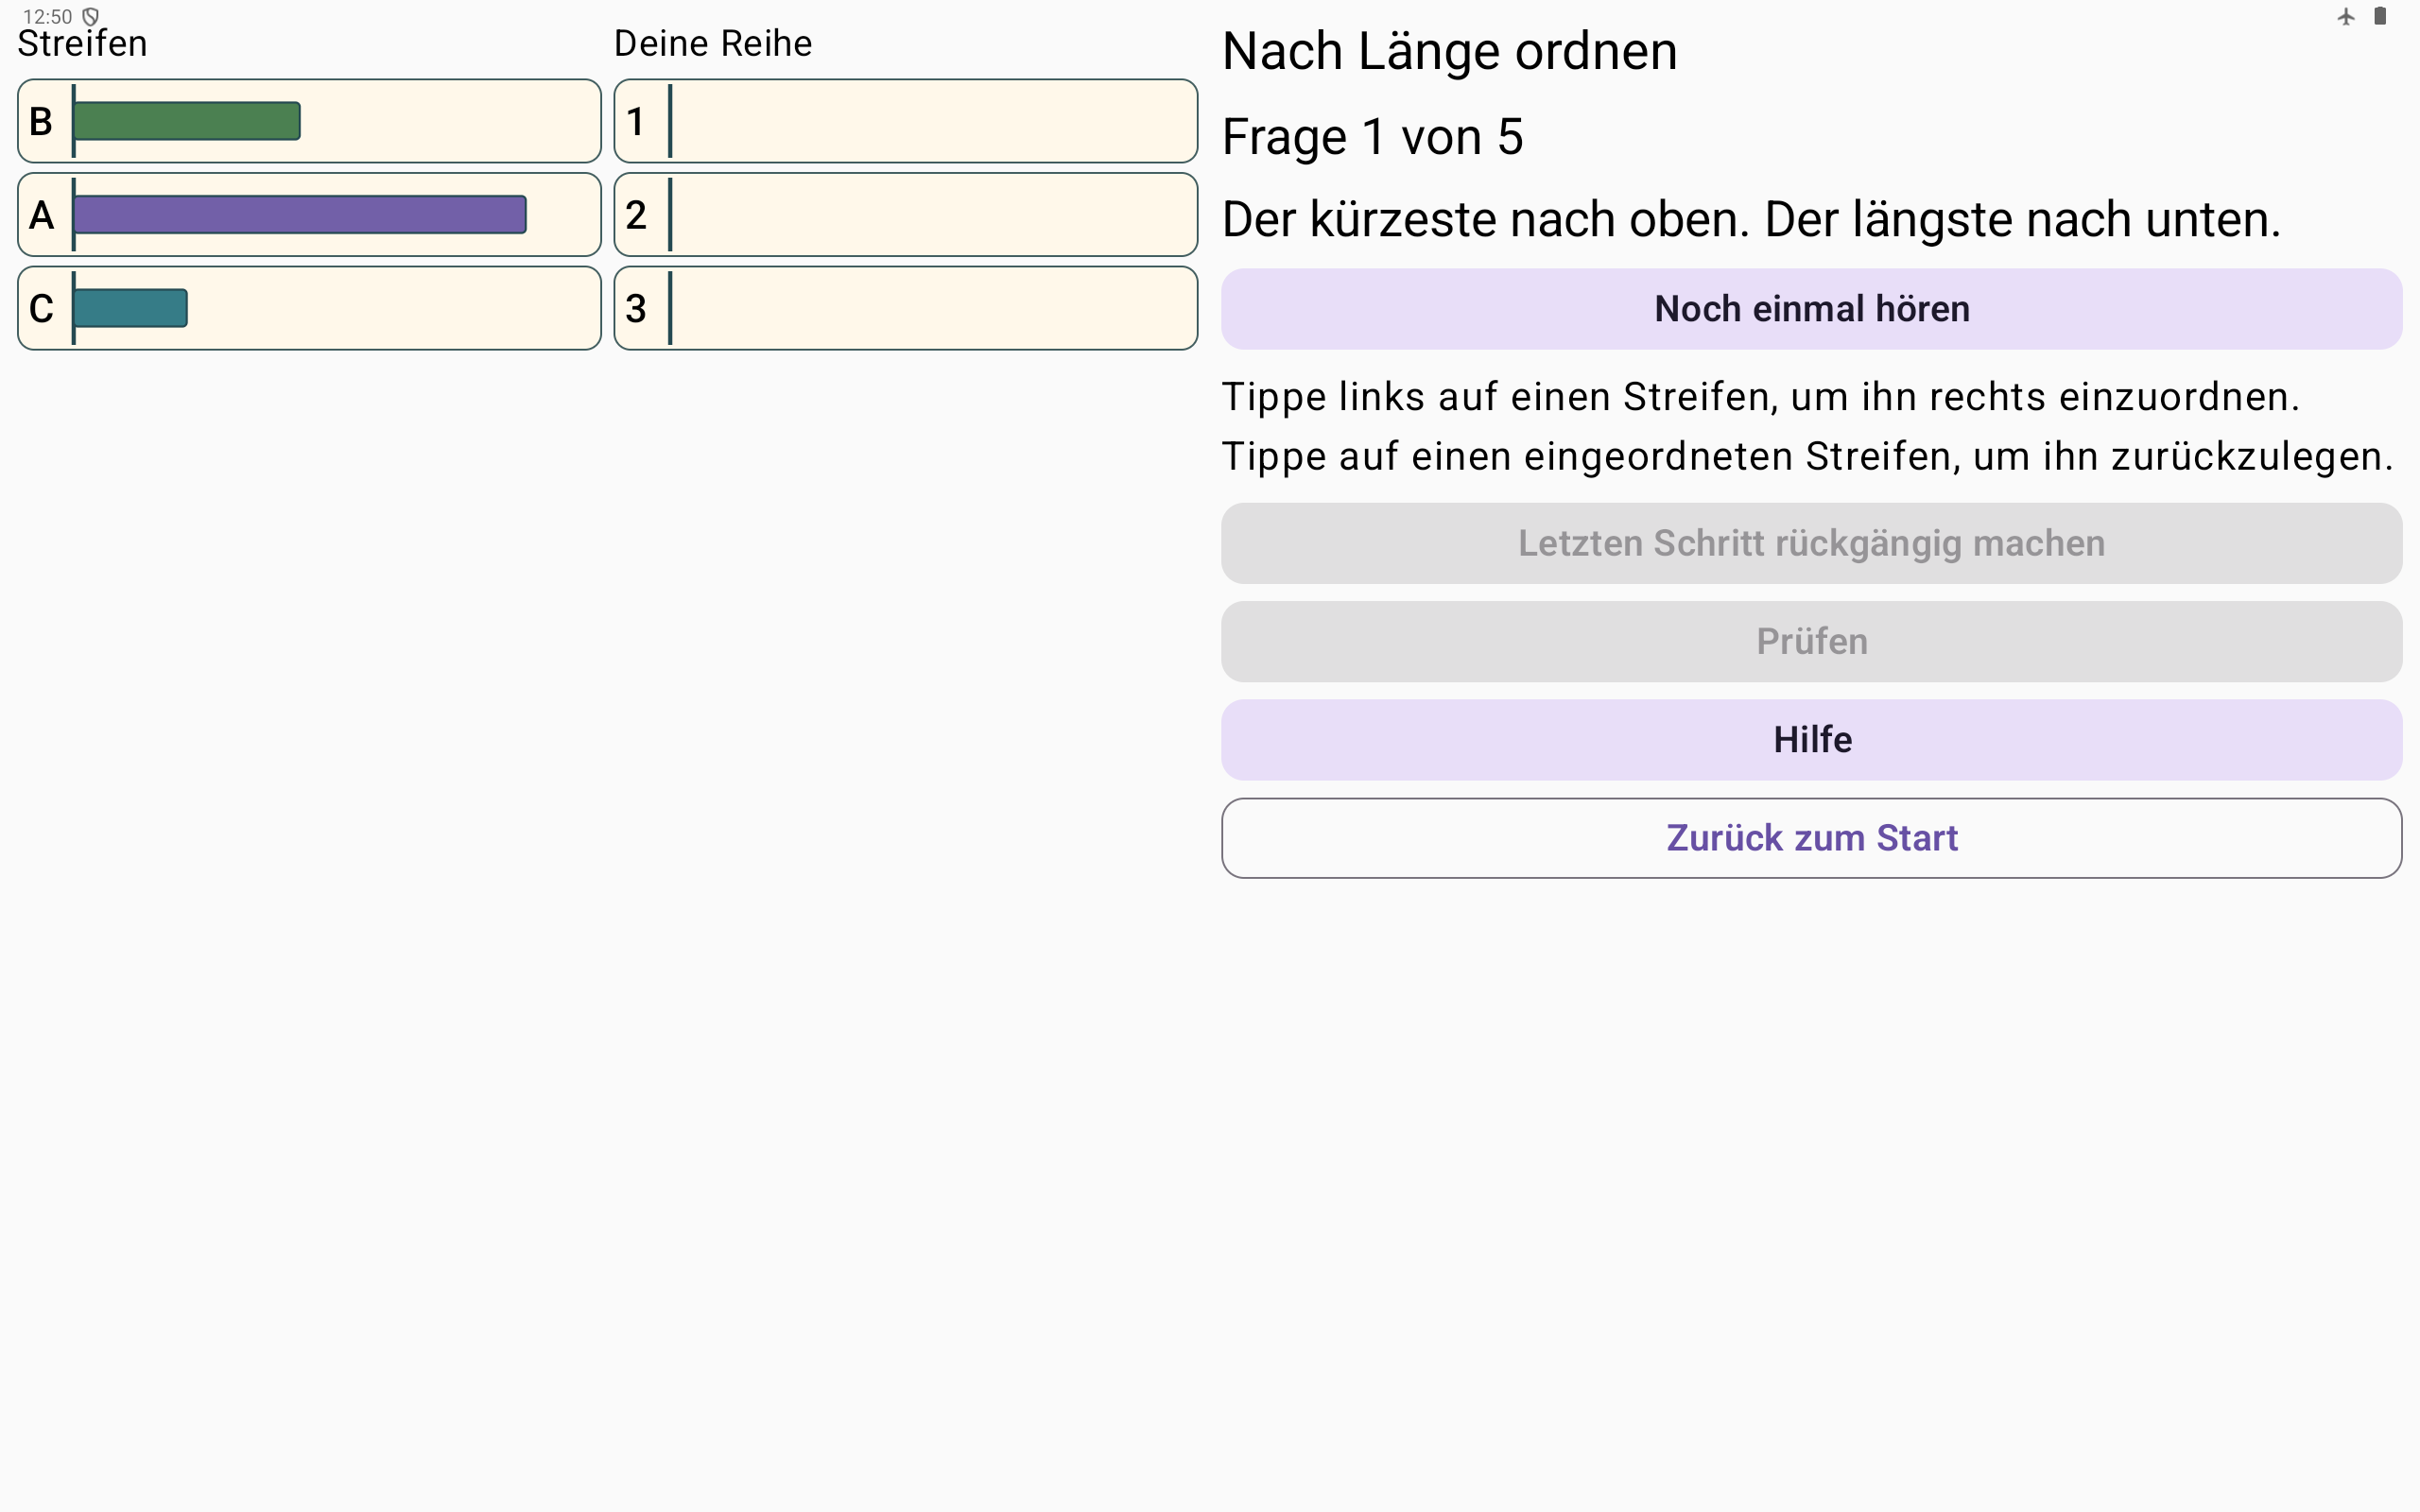 12:50
Streifen
B
A
C
Deine Reihe
1
2
3
Nach Länge ordnen
Frage 1 von 5
Der kürzeste nach oben. Der längste nach unten.
Noch einmal hören
Tippe links auf einen Streifen, um ihn rechts einzuordnen.
Tippe auf einen eingeordneten Streifen, um ihn zurückzulegen.
Letzten Schritt rückgängig machen
Prüfen
Hilfe
Zurück zum Start